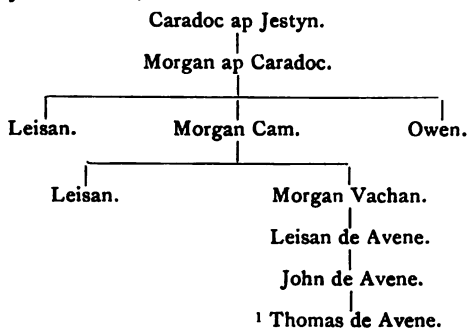 Caradoc ap Jestyn.
Morgan ap Caradoc.
Leisan. Morgan Cam. Owen.
Leisan. Morgan Vachan.
Leisan de Avene.
John de Avene.
1 Thomas de Avene.